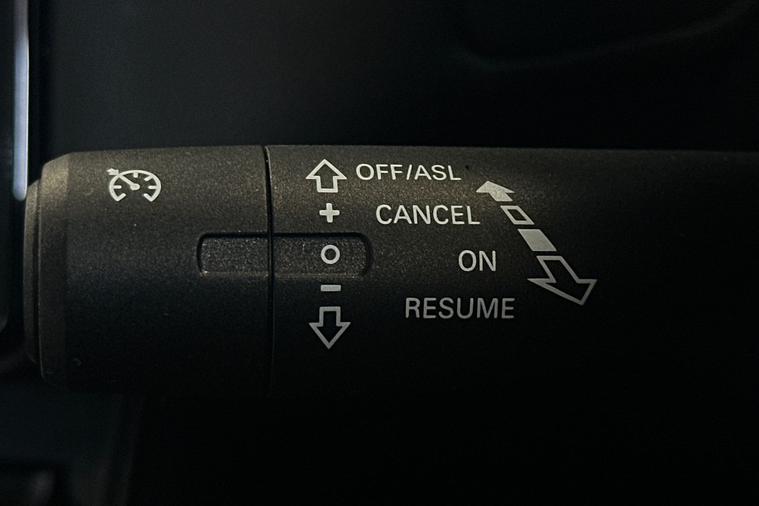 OFF/ASL
+ CANCEL
O ON
- RESUME